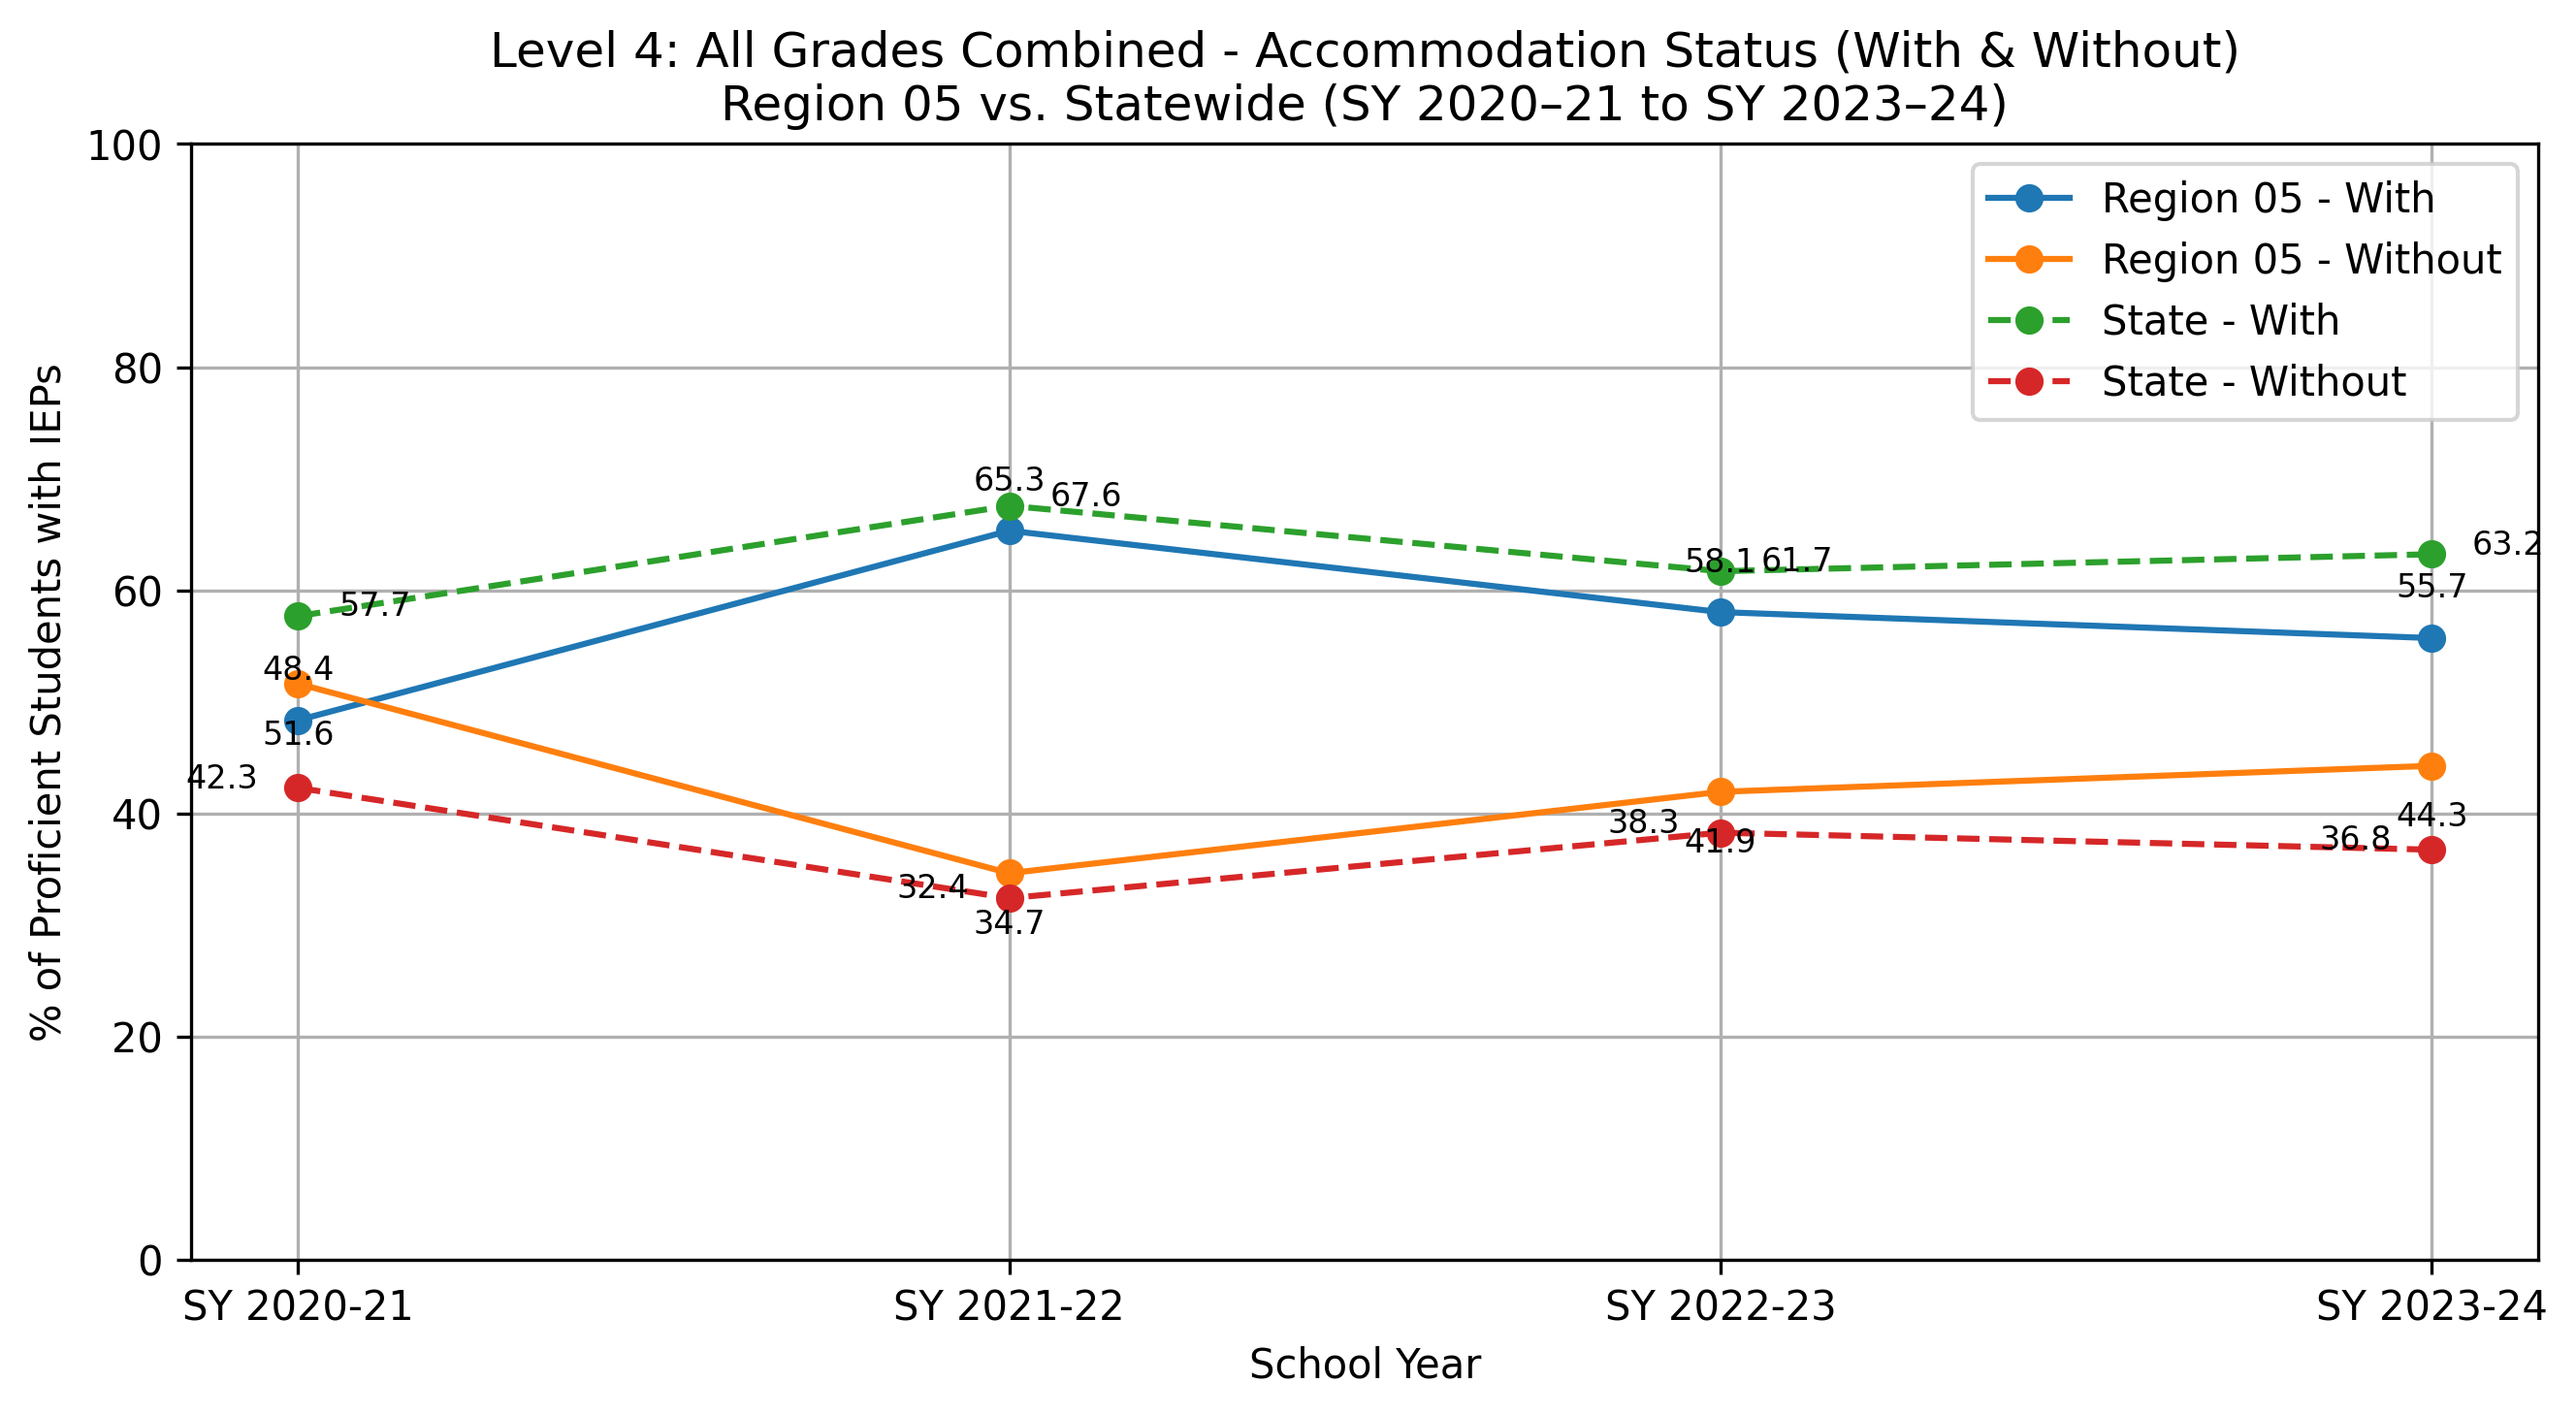 Level 4: All Grades Combined - Accommodation Status (With & Without)
Region 05 vs. Statewide (SY 2020–21 to SY 2023–24)
% of Proficient Students with IEPs
100
80
60
40
20
0
Region 05 - With
Region 05 - Without
State - With
State - Without
57.7
48.4
51.6
42.3
65.3
67.6
32.4
34.7
58.1
61.7
38.3
41.9
63.2
55.7
44.3
36.8
SY 2020-21
SY 2021-22
SY 2022-23
SY 2023-24
School Year